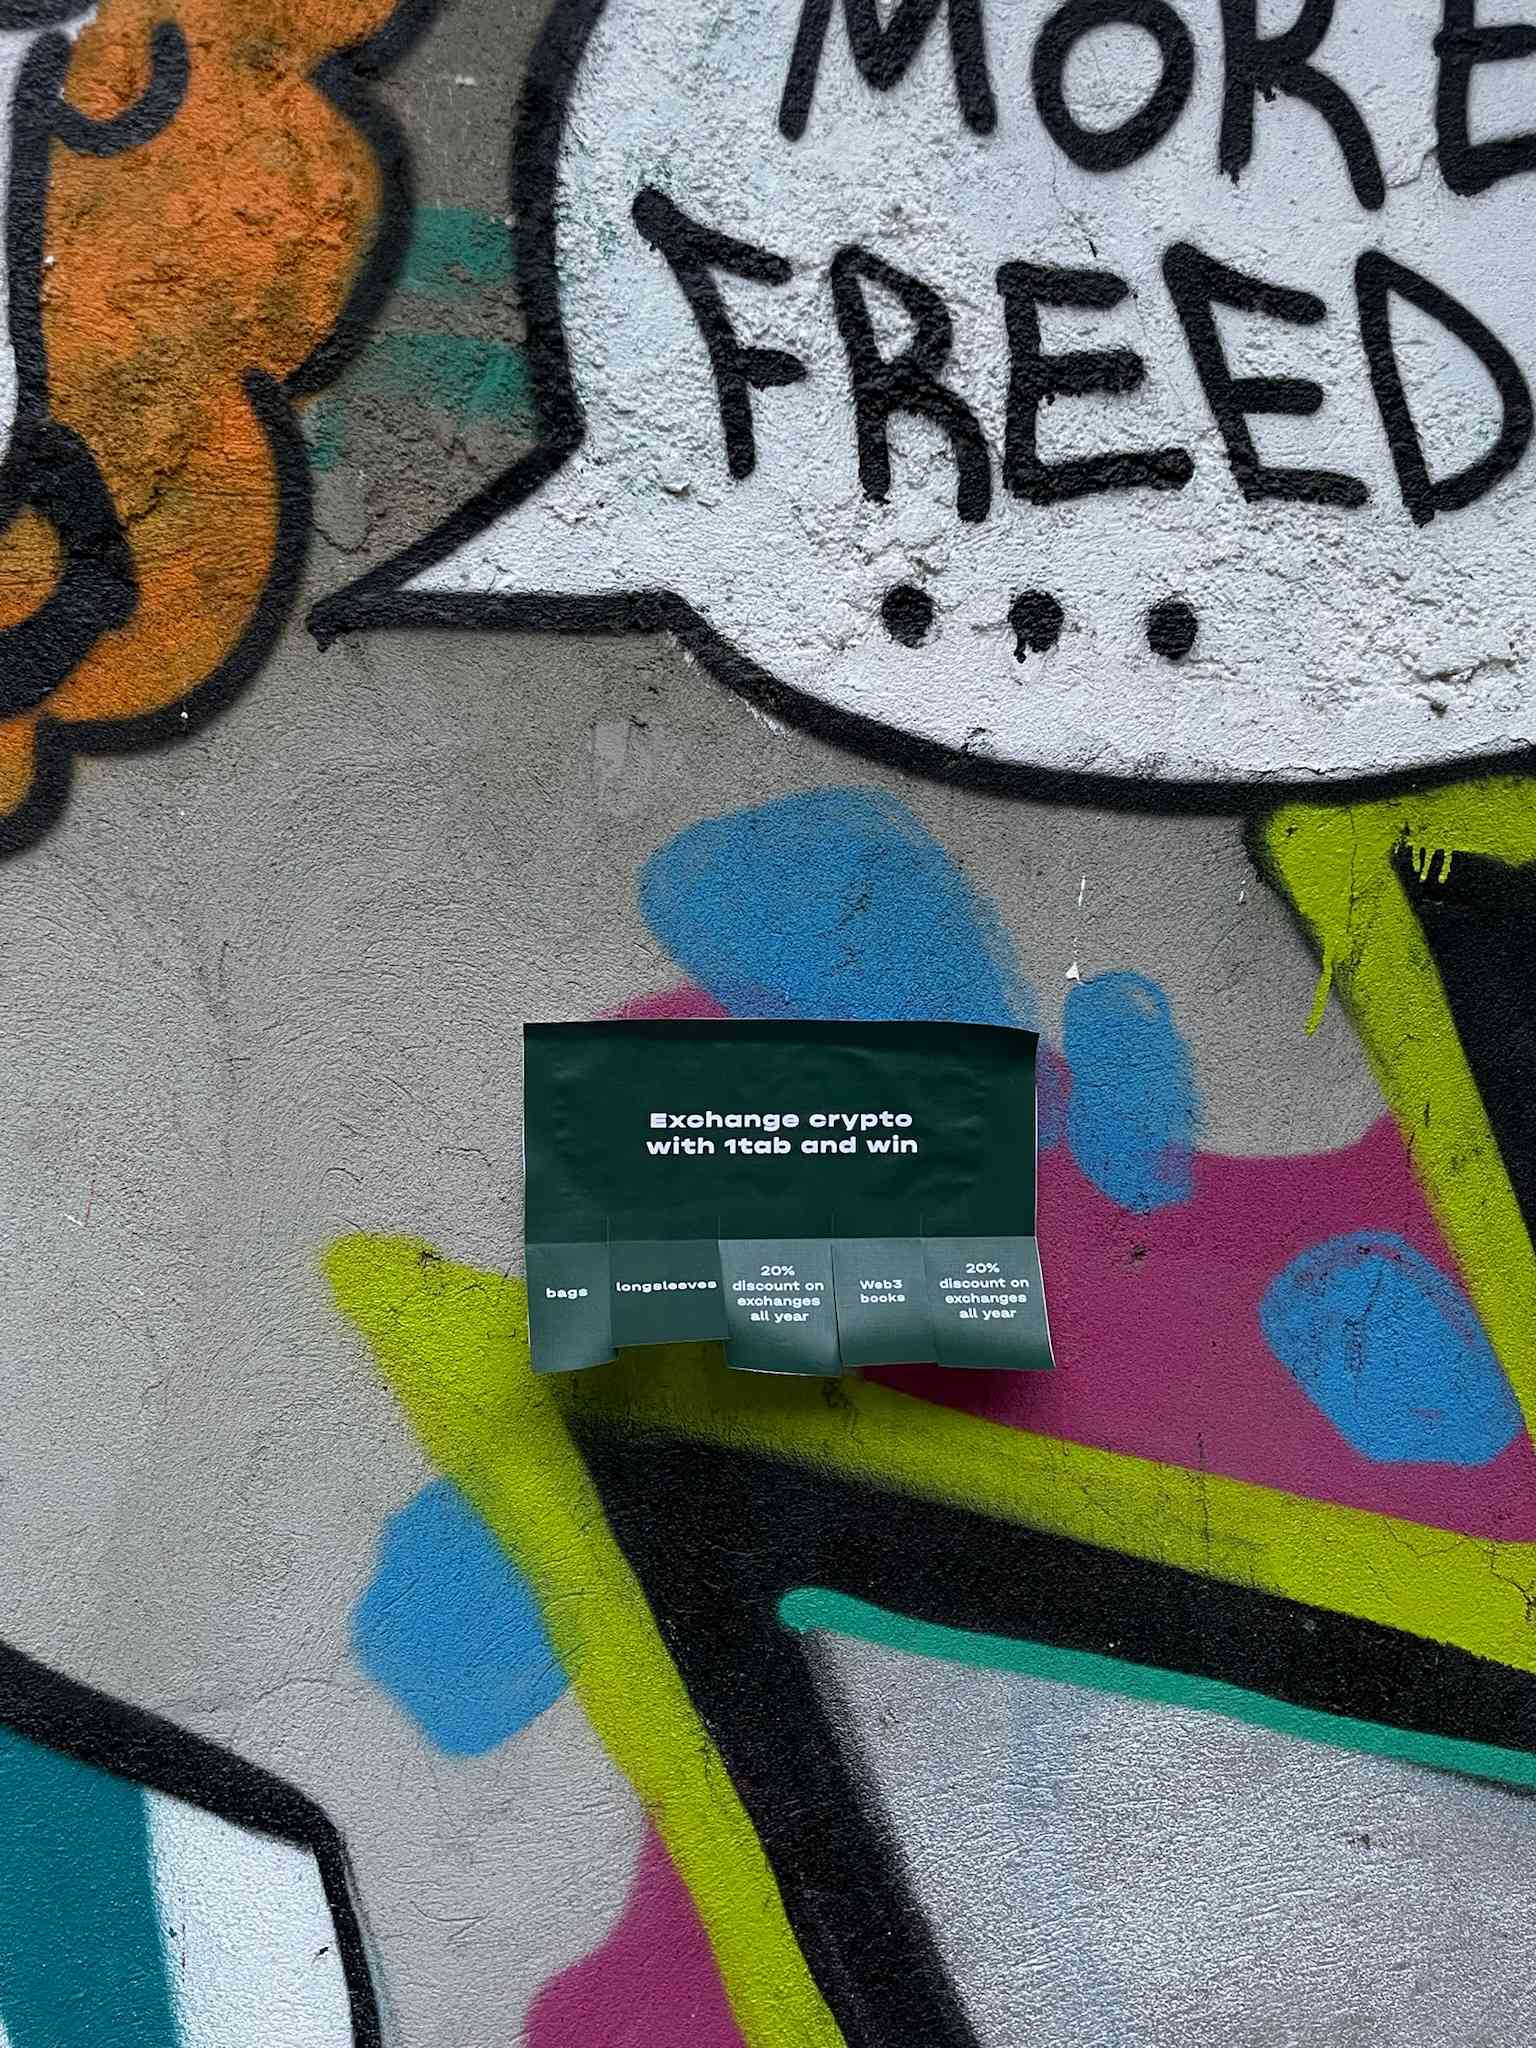 MORE
FREED
...
Exchange crypto
with 1tab and win
bags
longsleeves
20%
discount on
exchanges
all year
Web3
books
20%
discount on
exchanges
all year